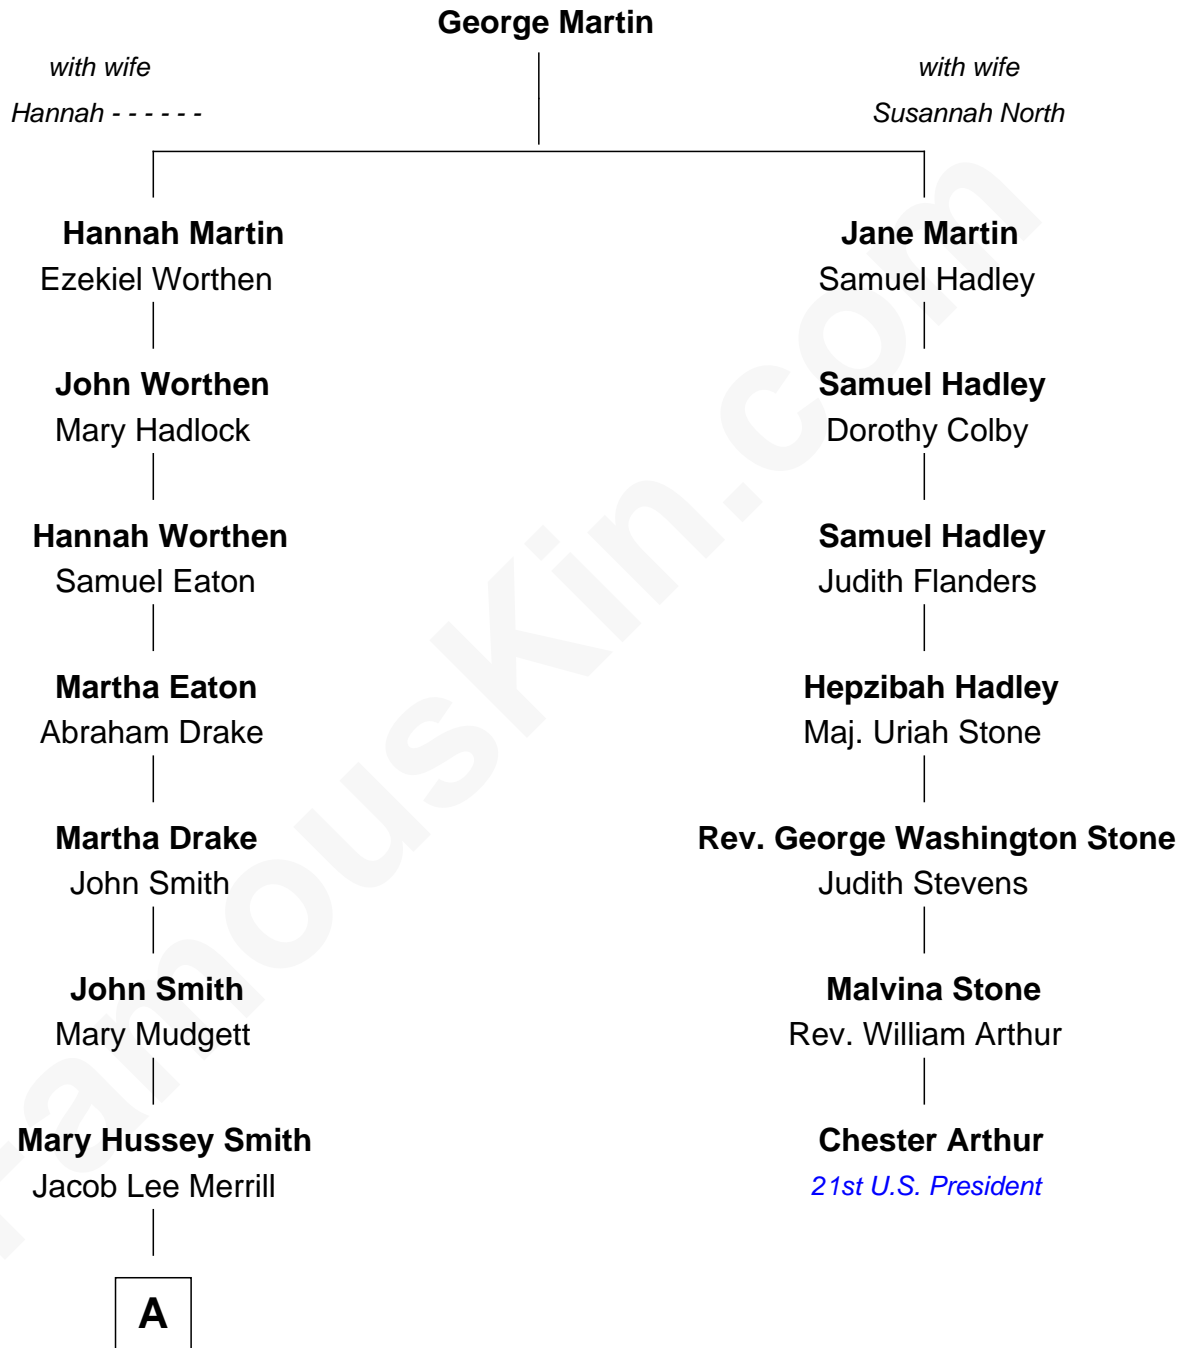 George Martin
with wife
Hannah - - - - - -
with wife
Susannah North
Hannah Martin
Ezekiel Worthen
John Worthen
Mary Hadlock
Hannah Worthen
Samuel Eaton
Martha Eaton
Abraham Drake
Martha Drake
John Smith
John Smith
Mary Mudgett
Mary Hussey Smith
Jacob Lee Merrill
A
Jane Martin
Samuel Hadley
Samuel Hadley
Dorothy Colby
Samuel Hadley
Judith Flanders
Hepzibah Hadley
Maj. Uriah Stone
Rev. George Washington Stone
Judith Stevens
Malvina Stone
Rev. William Arthur
Chester Arthur
21st U.S. President
FamousKin.com